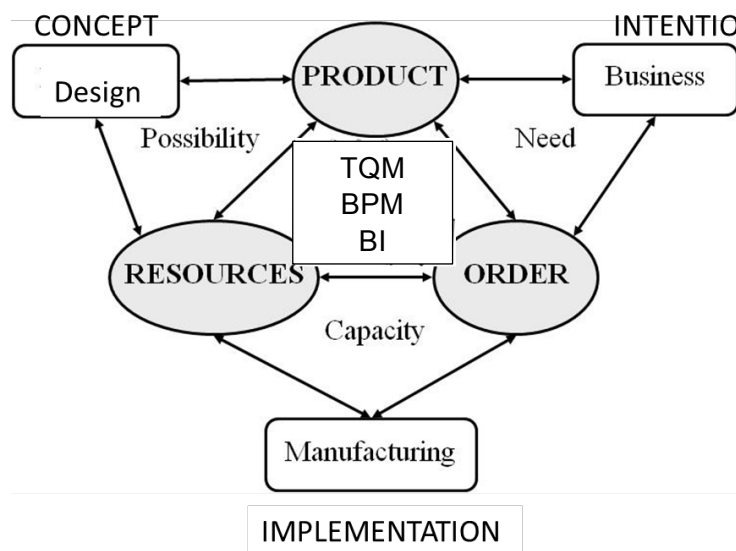 CONCEPT
INTENTIO
PRODUCT
Business
Design
Possibility
Need
TQM
BPM
BI
RESOURCES
ORDER
Capacity
Manufacturing
IMPLEMENTATION